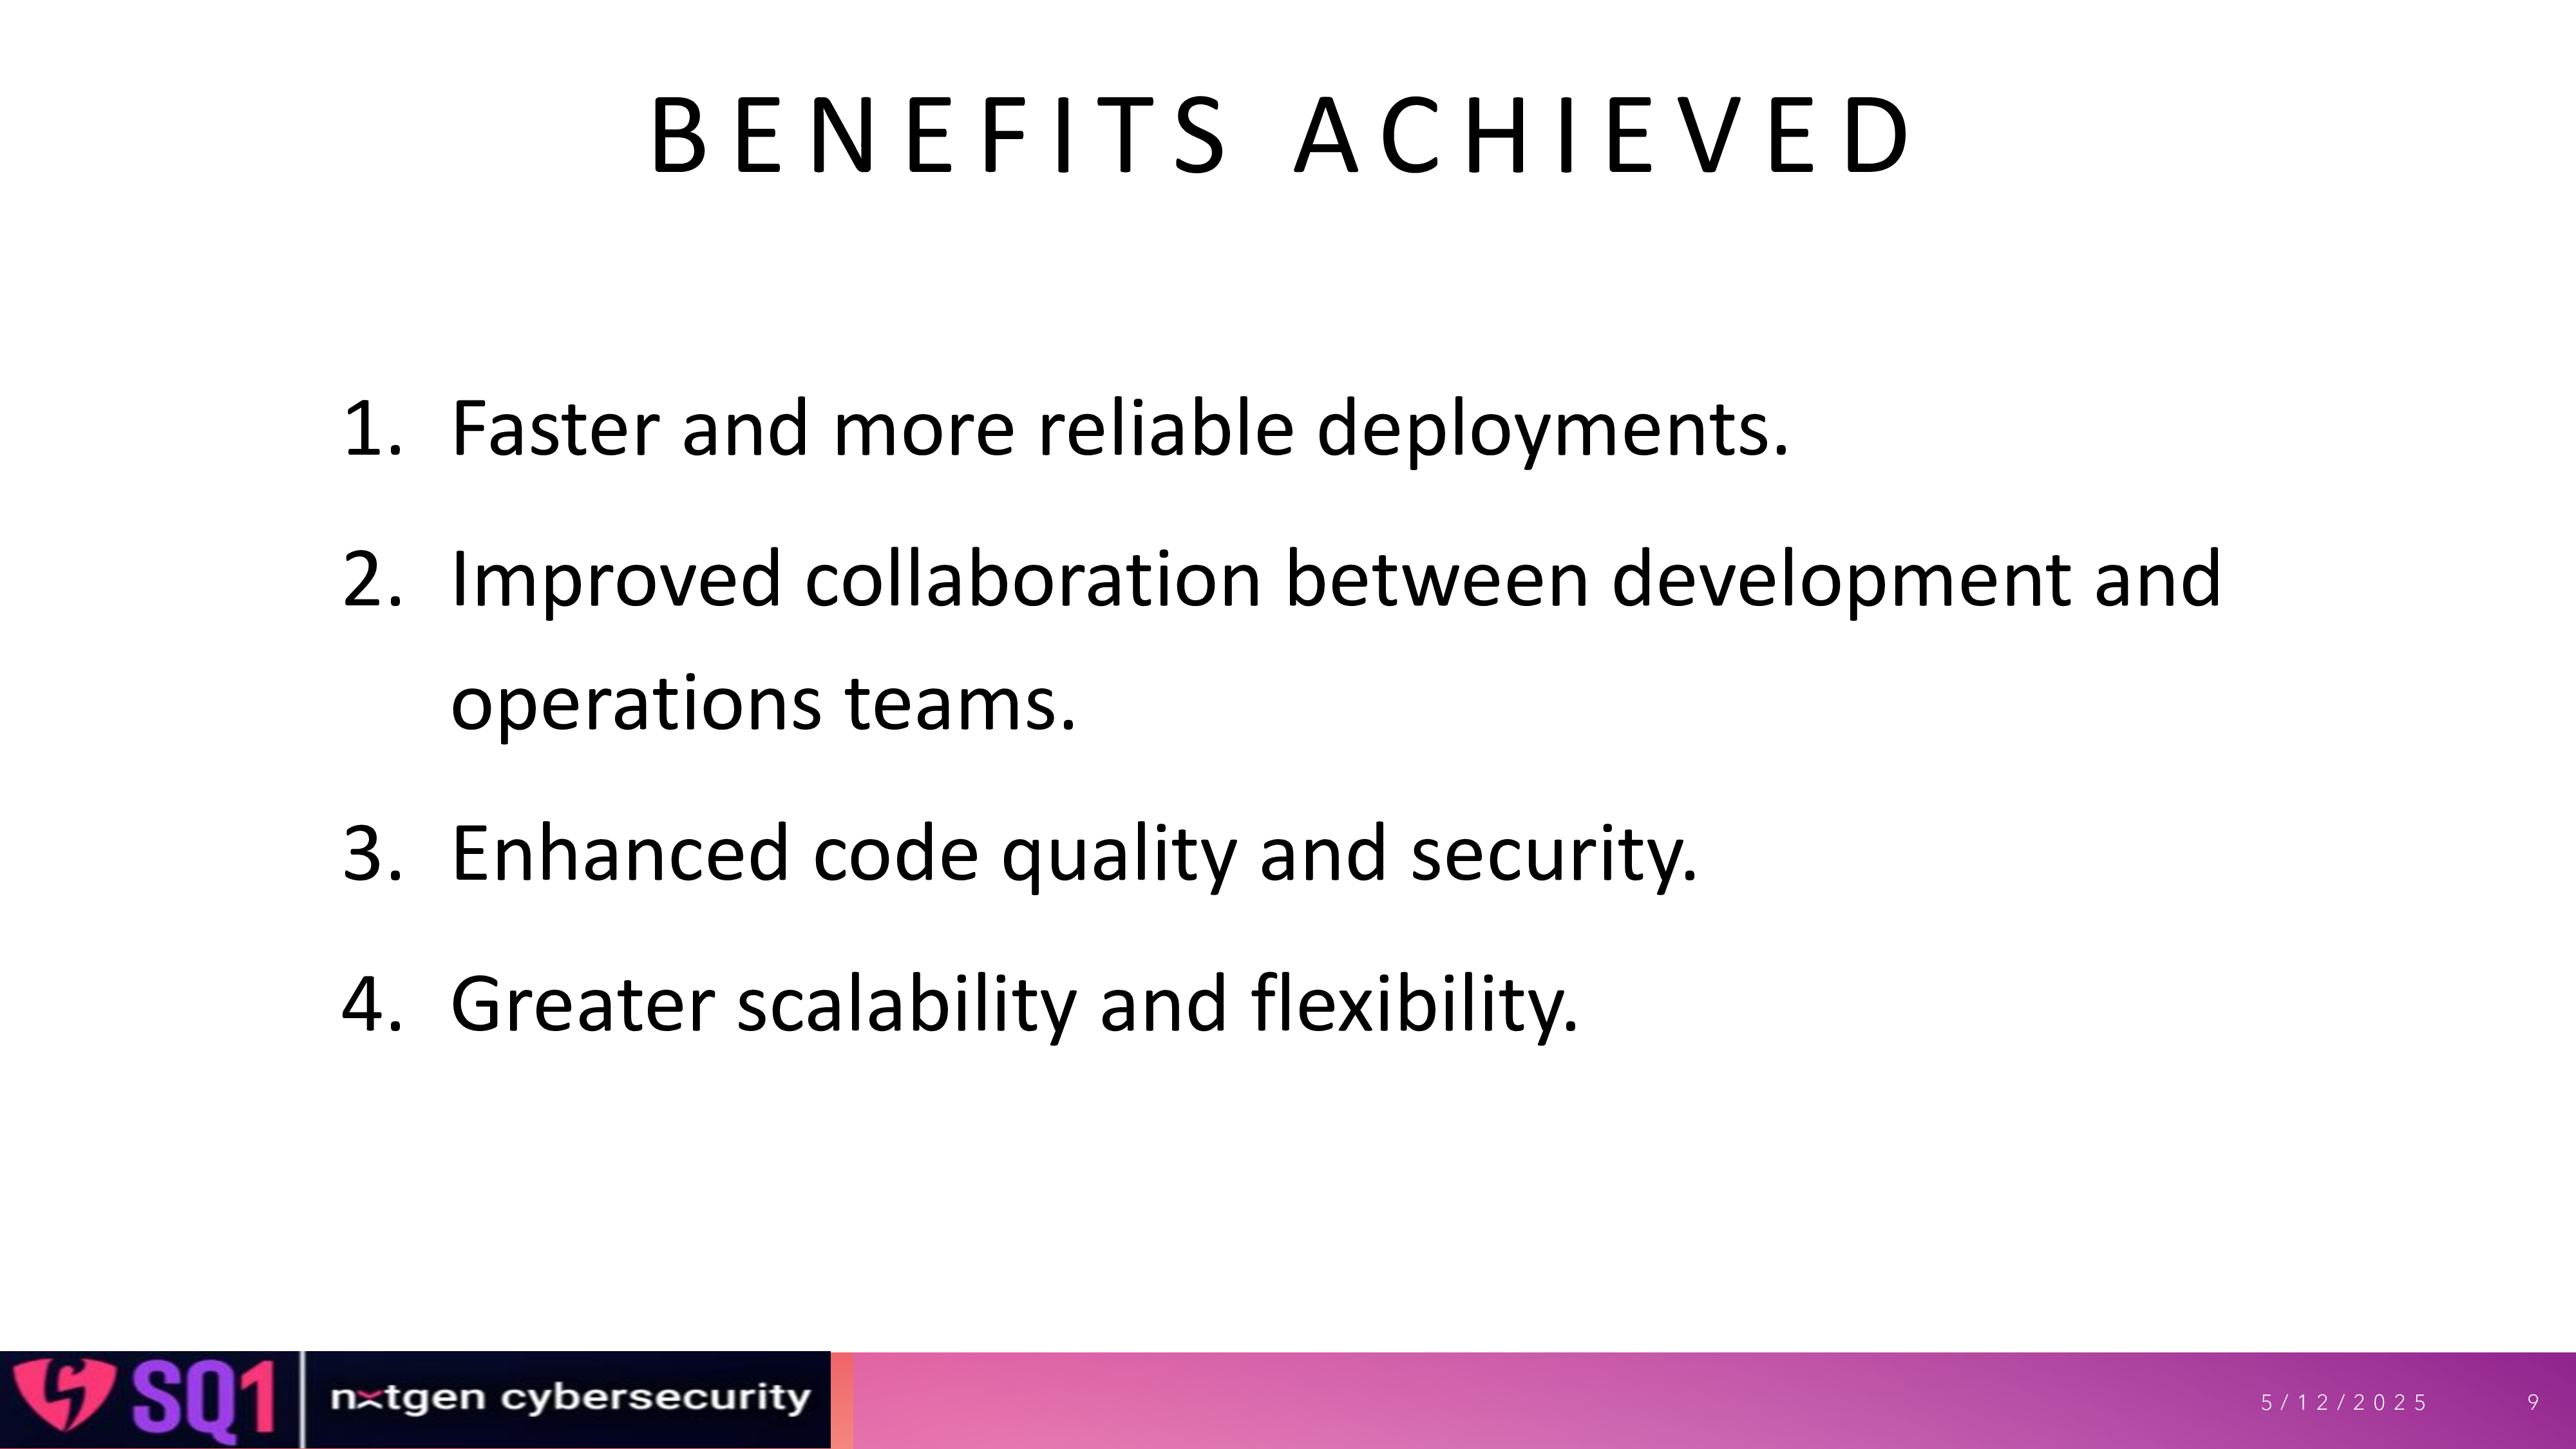 BENEFITS ACHIEVED
1. Faster and more reliable deployments.
2. Improved collaboration between development and
operations teams.
3. Enhanced code quality and security.
4. Greater scalability and flexibility.
SQ1 nxtgen cybersecurity
5/12/2025 9